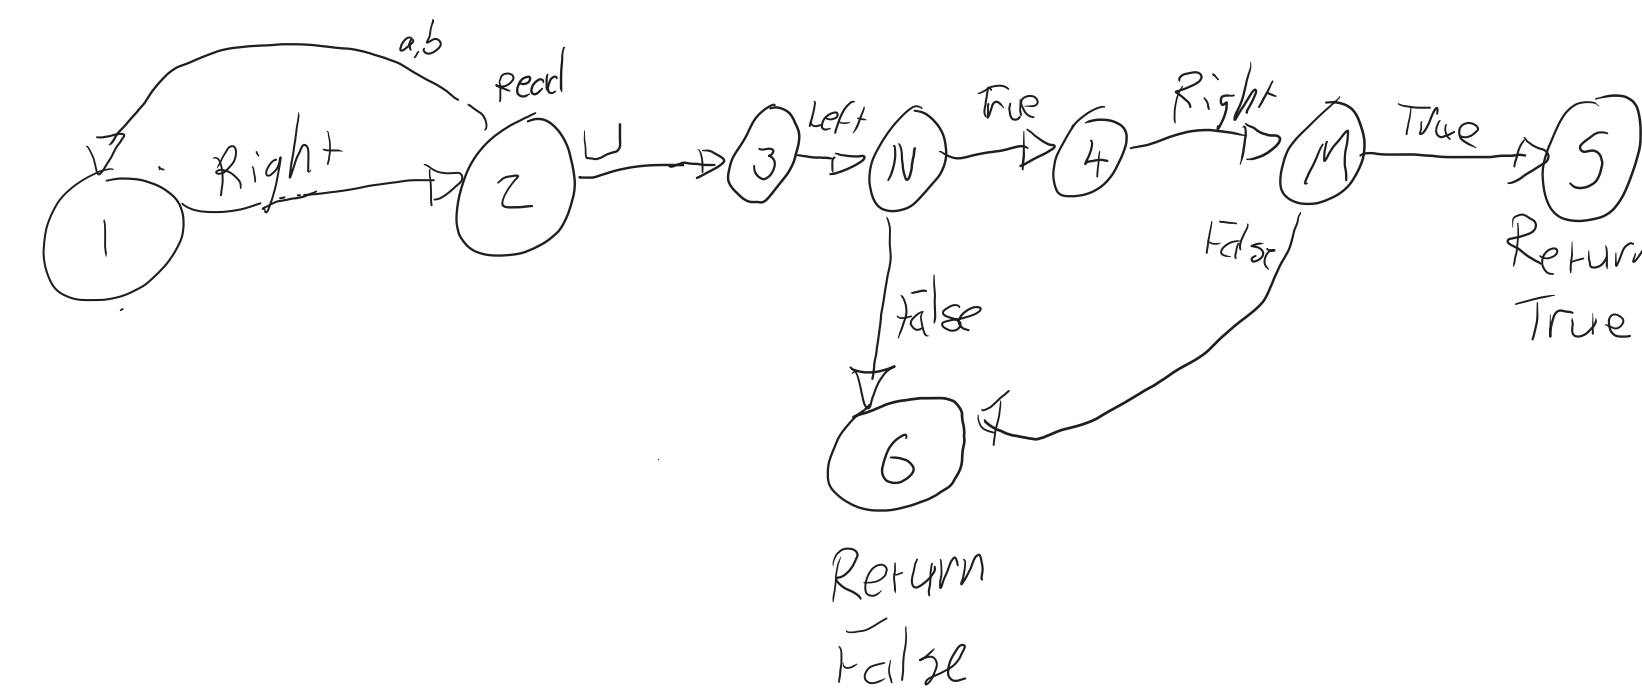 a,b
Read
Right
1
2
⊔
3
Left
N
True
4
Right
M
True
5
Return
True
False
False
6
Return
False